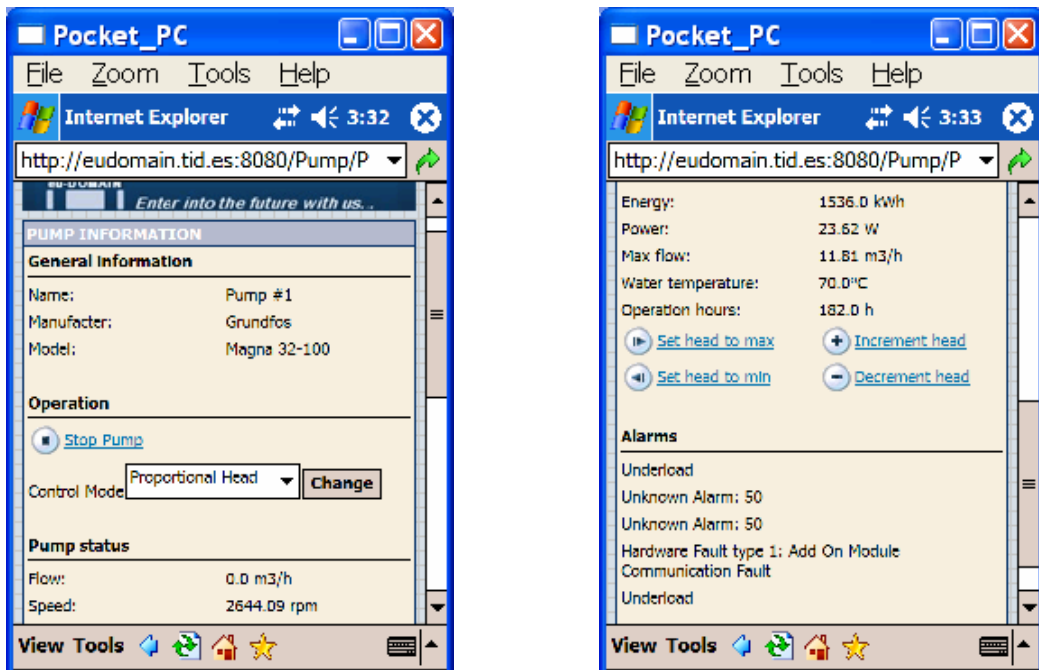 Pocket_PC
File Zoom Tools Help
Internet Explorer 3:32
http://eudomain.tid.es:8080/Pump/P
eu-DOMAIN
Enter into the future with us...
PUMP INFORMATION
General Information
Name: Pump #1
Manufacter: Grundfos
Model: Magna 32-100
Operation
Stop Pump
Control Mode Proportional Head Change
Pump status
Flow: 0.0 m3/h
Speed: 2644.09 rpm
View Tools
Pocket_PC
File Zoom Tools Help
Internet Explorer 3:33
http://eudomain.tid.es:8080/Pump/P
Energy: 1536.0 kWh
Power: 23.62 W
Max flow: 11.81 m3/h
Water temperature: 70.0°C
Operation hours: 182.0 h
Set head to max Increment head
Set head to min Decrement head
Alarms
Underload
Unknown Alarm: 50
Unknown Alarm: 50
Hardware Fault type 1: Add On Module
Communication Fault
Underload
View Tools